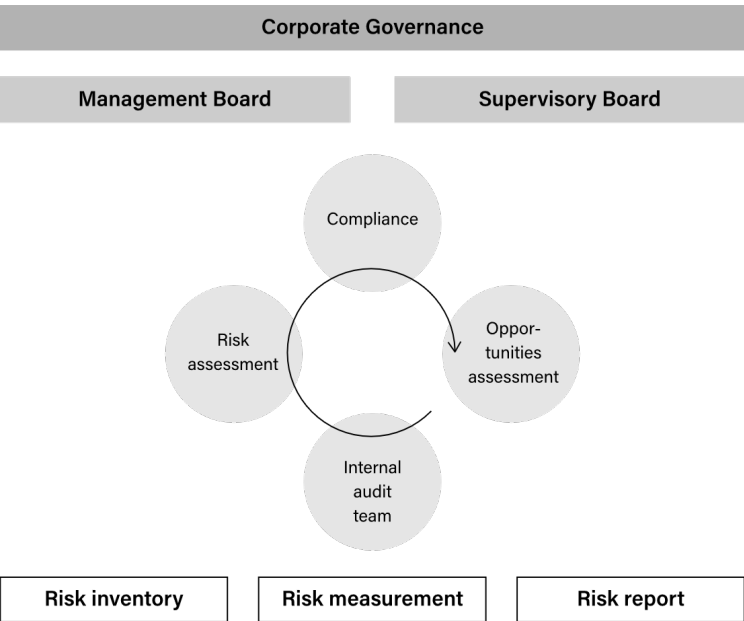 Corporate Governance
Management Board
Supervisory Board
Compliance
Risk
assessment
Oppor-
tunities
assessment
Internal
audit
team
Risk inventory
Risk measurement
Risk report